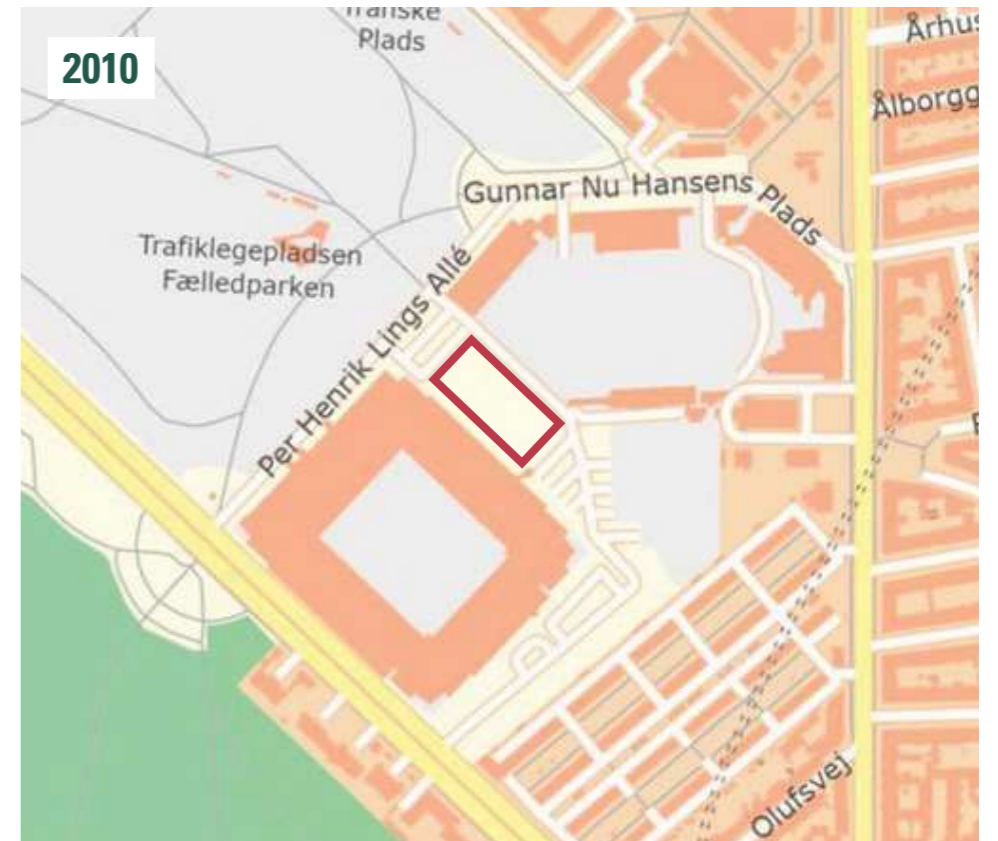 2010
Plads
Århus
Ålborgg
Gunnar Nu Hansens Plads
Trafiklegepladsen
Fælledparken
Per Henrik Lings Allé
Olufsvej